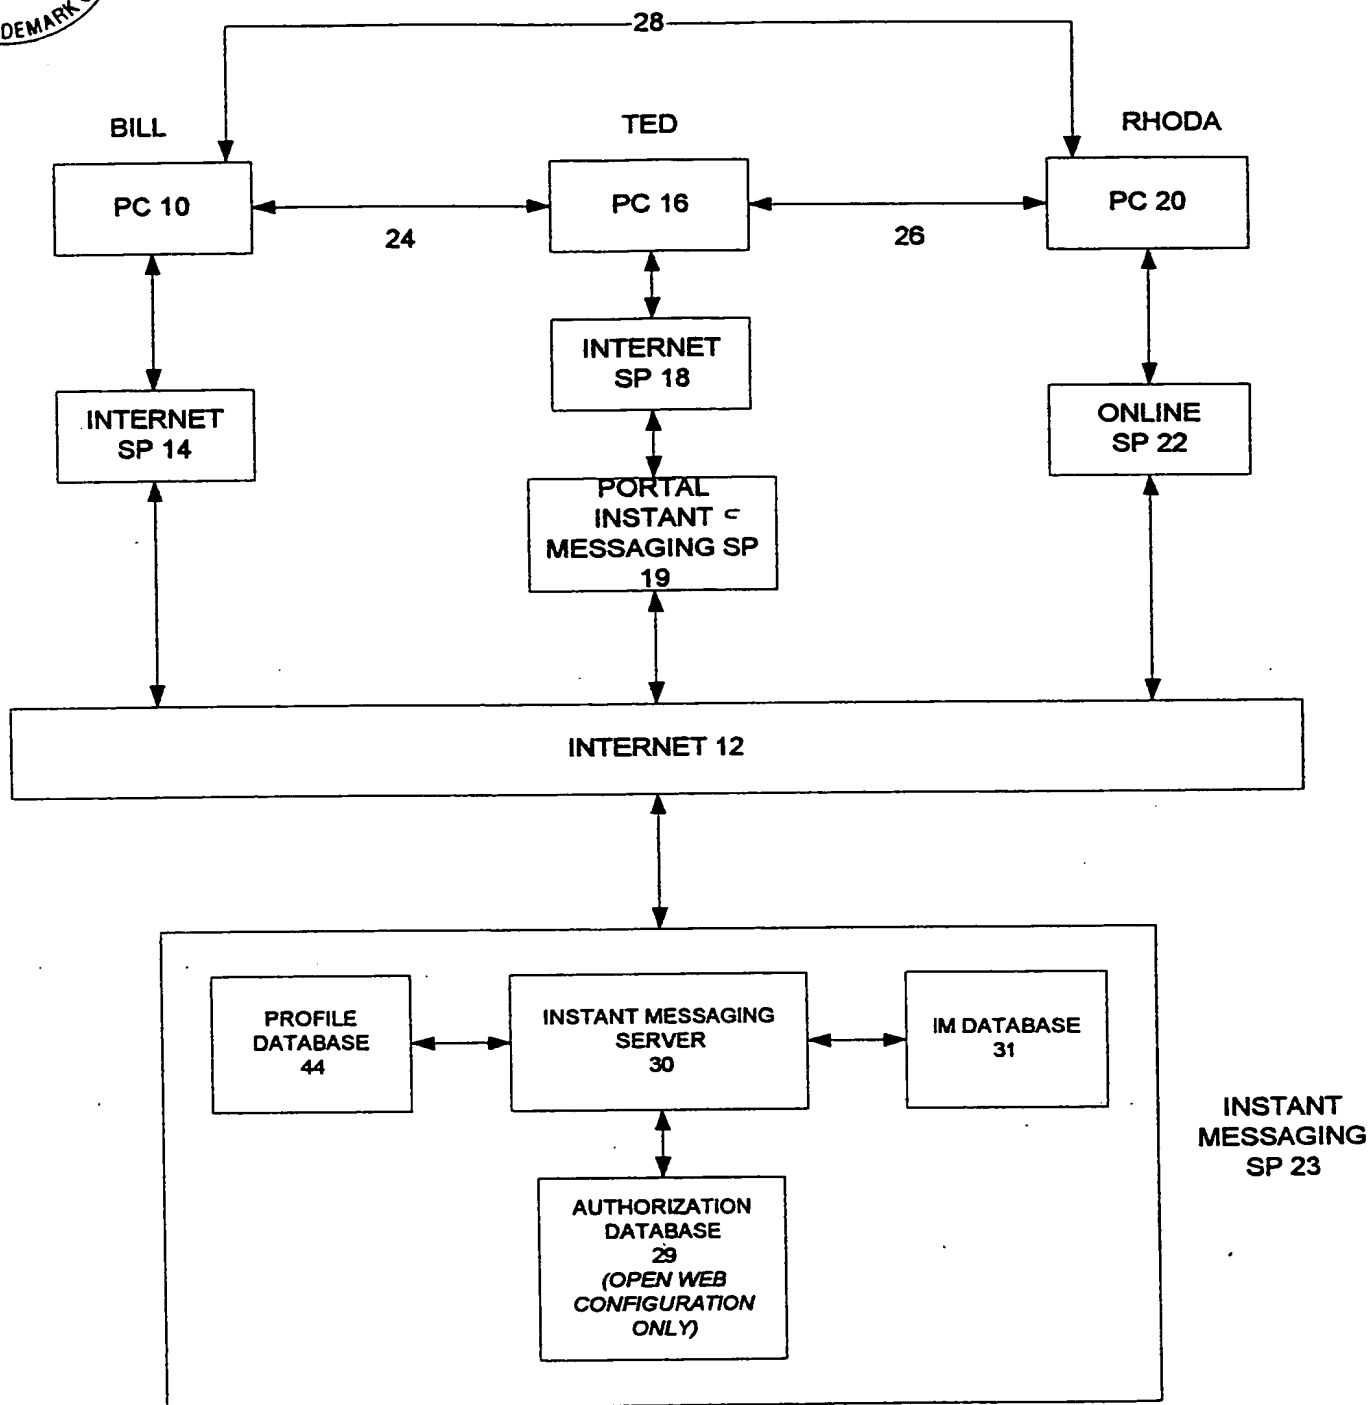 DEMARK
28
BILL
TED
RHODA
PC 10
PC 16
PC 20
24
26
INTERNET
SP 18
INTERNET
SP 14
ONLINE
SP 22
PORTAL
INSTANT
MESSAGING SP
19
INTERNET 12
PROFILE
DATABASE
44
INSTANT MESSAGING
SERVER
30
IM DATABASE
31
INSTANT
MESSAGING
SP 23
AUTHORIZATION
DATABASE
29
(OPEN WEB
CONFIGURATION
ONLY)